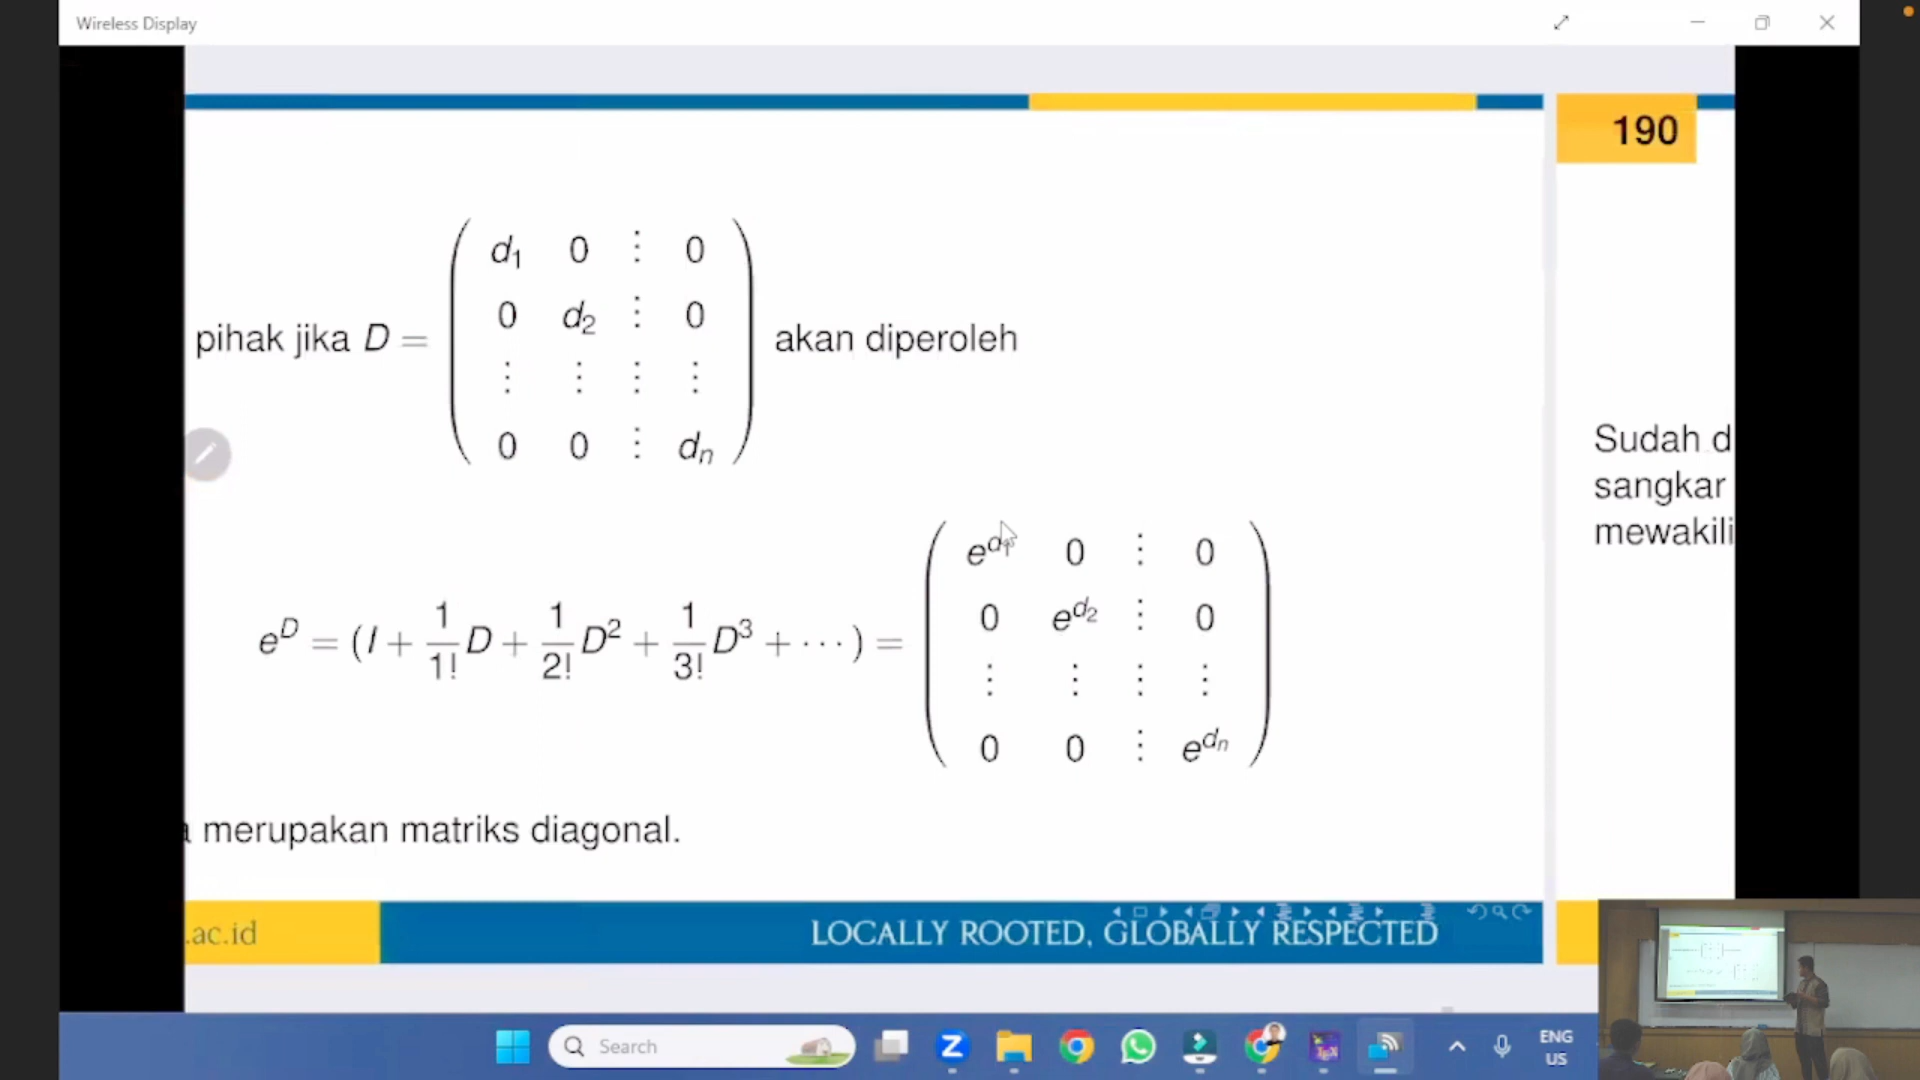 Wireless Display
190
pihak jika D = ( d₁ 0 ⋮ 0 akan diperoleh
0 d₂ ⋮ 0
⋮ ⋮ ⋮ ⋮
0 0 ⋮ dₙ )
e^D = (I + 1/1! D + 1/2! D² + 1/3! D³ + ⋯) = ( e^d₁ 0 ⋮ 0
0 e^d₂ ⋮ 0
⋮ ⋮ ⋮ ⋮
0 0 ⋮ e^dₙ )
merupakan matriks diagonal.
Sudah d
sangkar
mewakili
.ac.id
LOCALLY ROOTED, GLOBALLY RESPECTED
Search
ENG
US